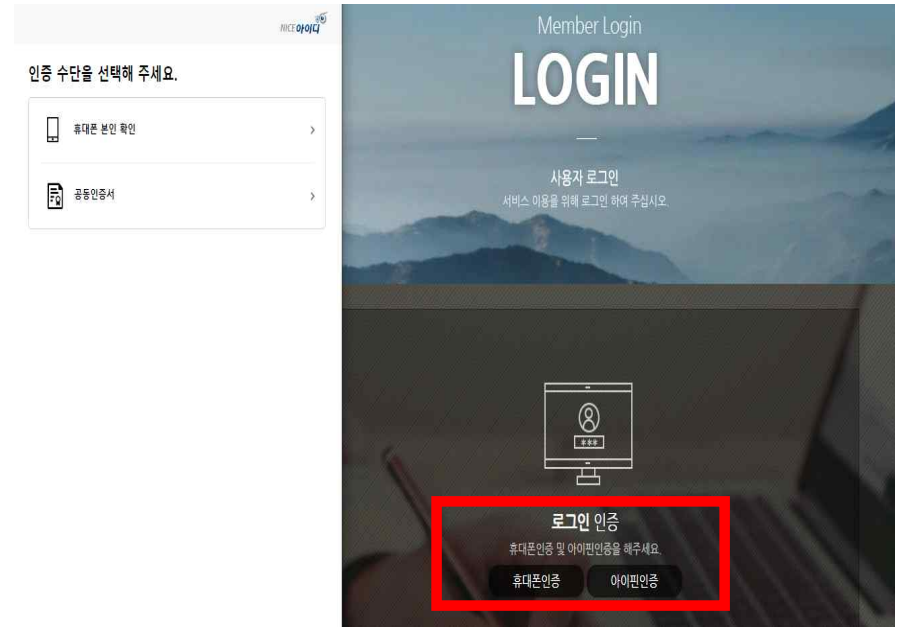 NICE아이디
인증 수단을 선택해 주세요.
휴대폰 본인 확인
공동인증서
Member Login
LOGIN
사용자 로그인
서비스 이용을 위해 로그인 하여 주십시오.
***
로그인 인증
휴대폰인증 및 아이핀인증을 해주세요.
휴대폰인증 아이핀인증